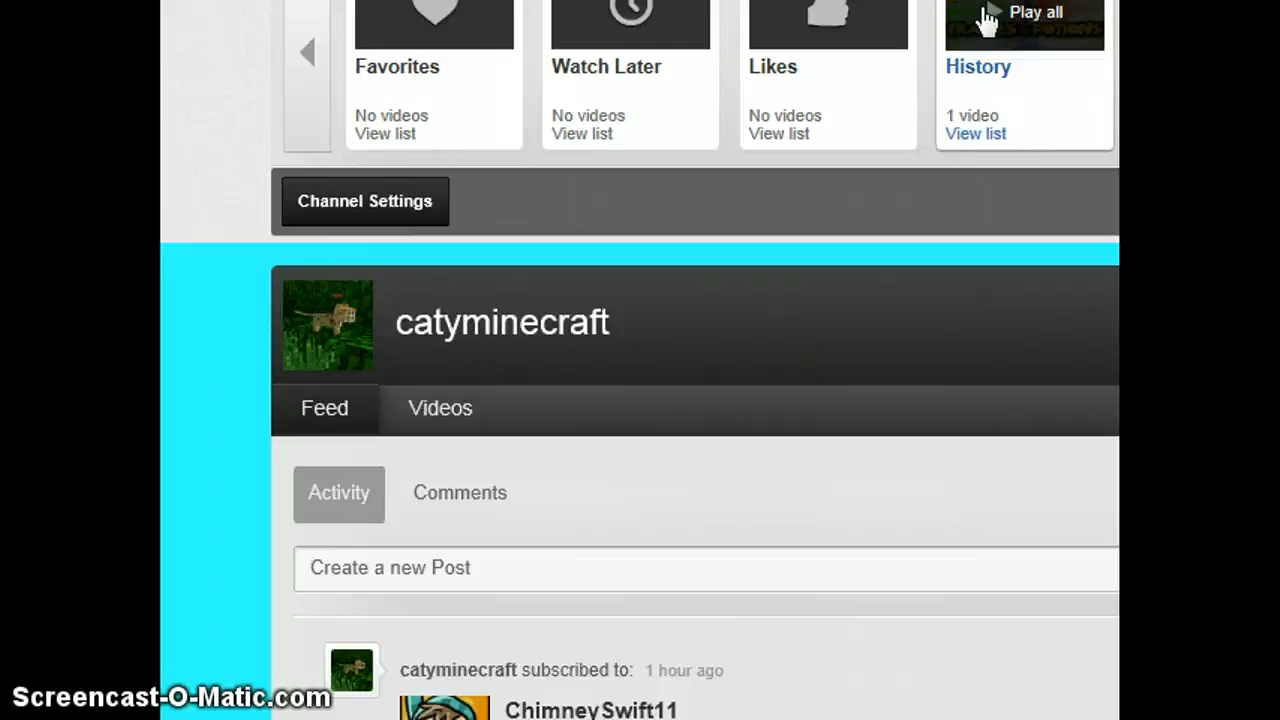 Play all
Favorites
Watch Later
Likes
History
No videos
No videos
No videos
1 video
View list
View list
View list
View list
Channel Settings
catyminecraft
Feed
Videos
Activity
Comments
Create a new Post
catyminecraft subscribed to: 1 hour ago
ChimneySwift11
Screencast-O-Matic.com